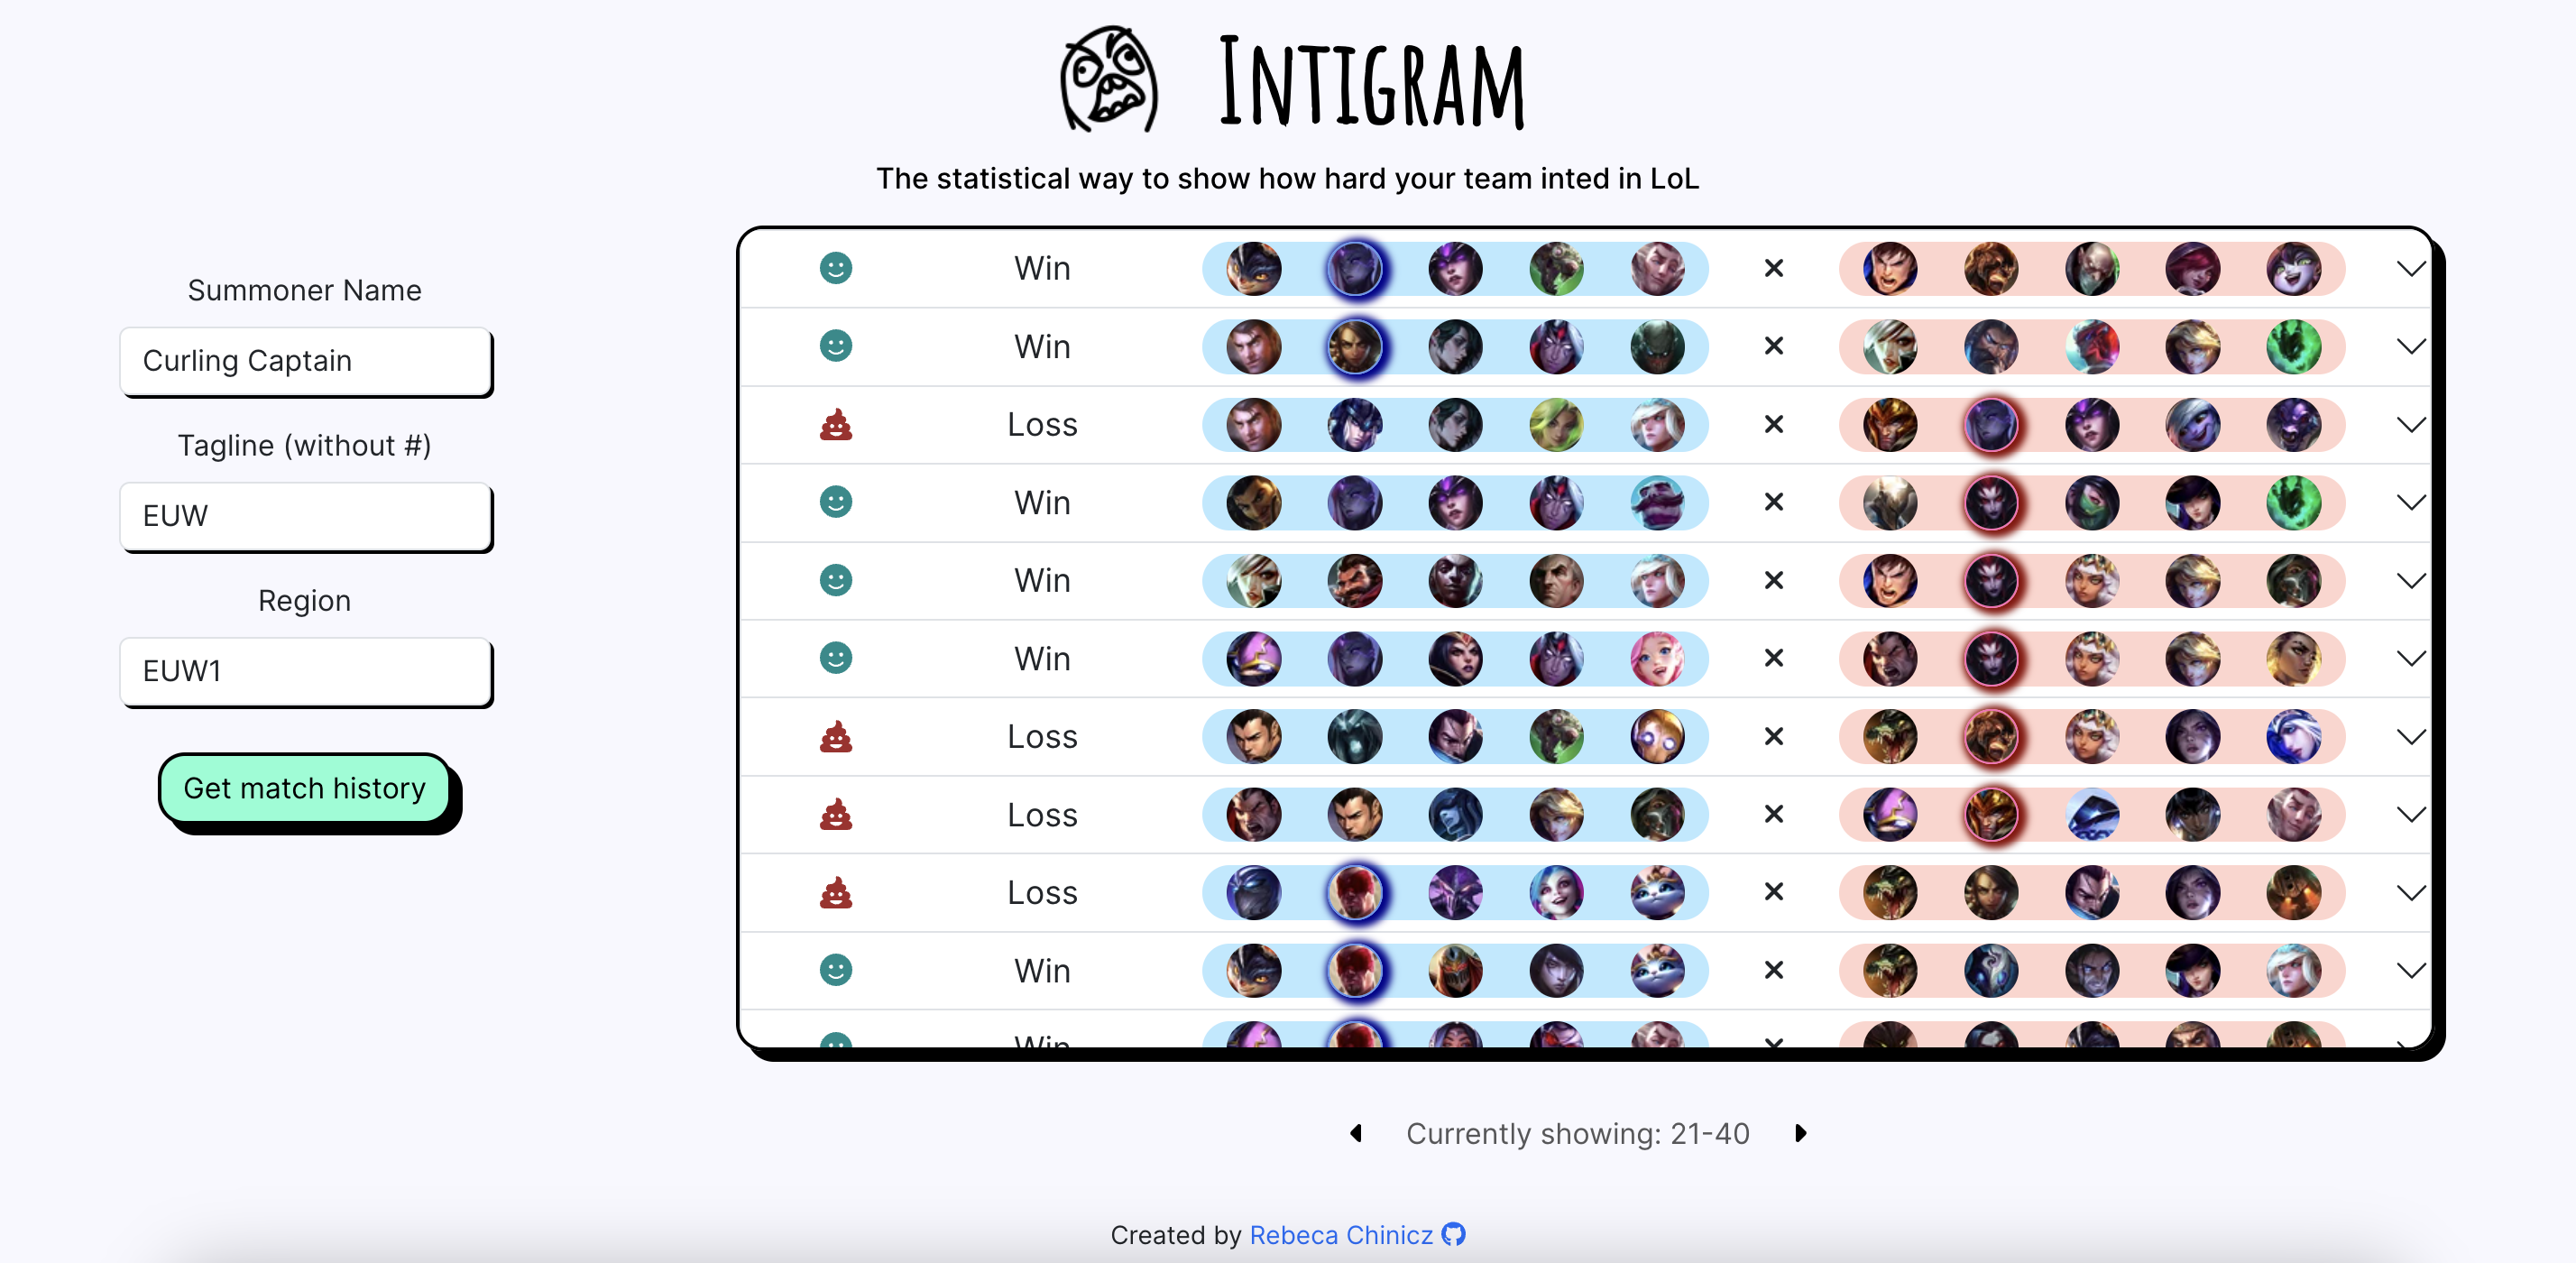 INTIGRAM
The statistical way to show how hard your team inted in LoL
Summoner Name
Curling Captain
Tagline (without #)
EUW
Region
EUW1
Get match history
Win
Win
Loss
Win
Win
Win
Loss
Loss
Loss
Win
Win
Currently showing: 21-40
Created by Rebeca Chinicz